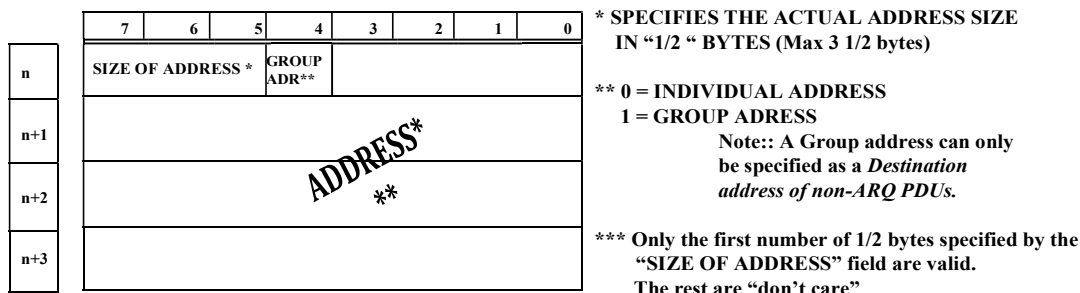 7 6 5 4 3 2 1 0
n SIZE OF ADDRESS * GROUP
ADR**
n+1
n+2
n+3
ADDRESS*
**
* SPECIFIES THE ACTUAL ADDRESS SIZE
IN “1/2 “ BYTES (Max 3 1/2 bytes)
** 0 = INDIVIDUAL ADDRESS
1 = GROUP ADRESS
Note:: A Group address can only
be specified as a Destination
address of non-ARQ PDUs.
*** Only the first number of 1/2 bytes specified by the
“SIZE OF ADDRESS” field are valid.
The rest are “don’t care”